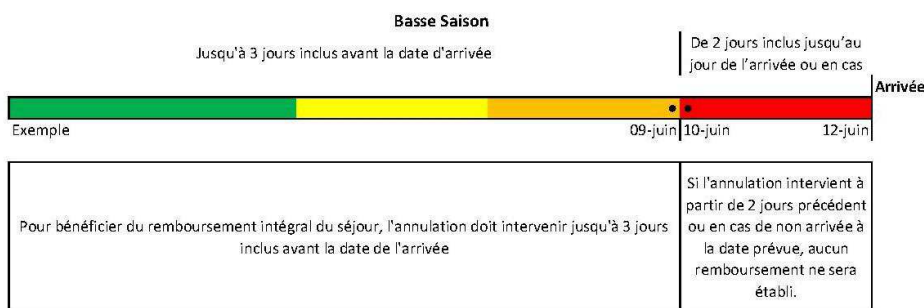 Basse Saison
Jusqu'à 3 jours inclus avant la date d'arrivée
De 2 jours inclus jusqu'au
jour de l'arrivée ou en cas
Arrivée
Exemple
09-juin
10-juin
12-juin
Pour bénéficier du remboursement intégral du séjour, l'annulation doit intervenir jusqu'à 3 jours
inclus avant la date de l'arrivée
Si l'annulation intervient à
partir de 2 jours précédent
ou en cas de non arrivée à
la date prévue, aucun
remboursement ne sera
établi.